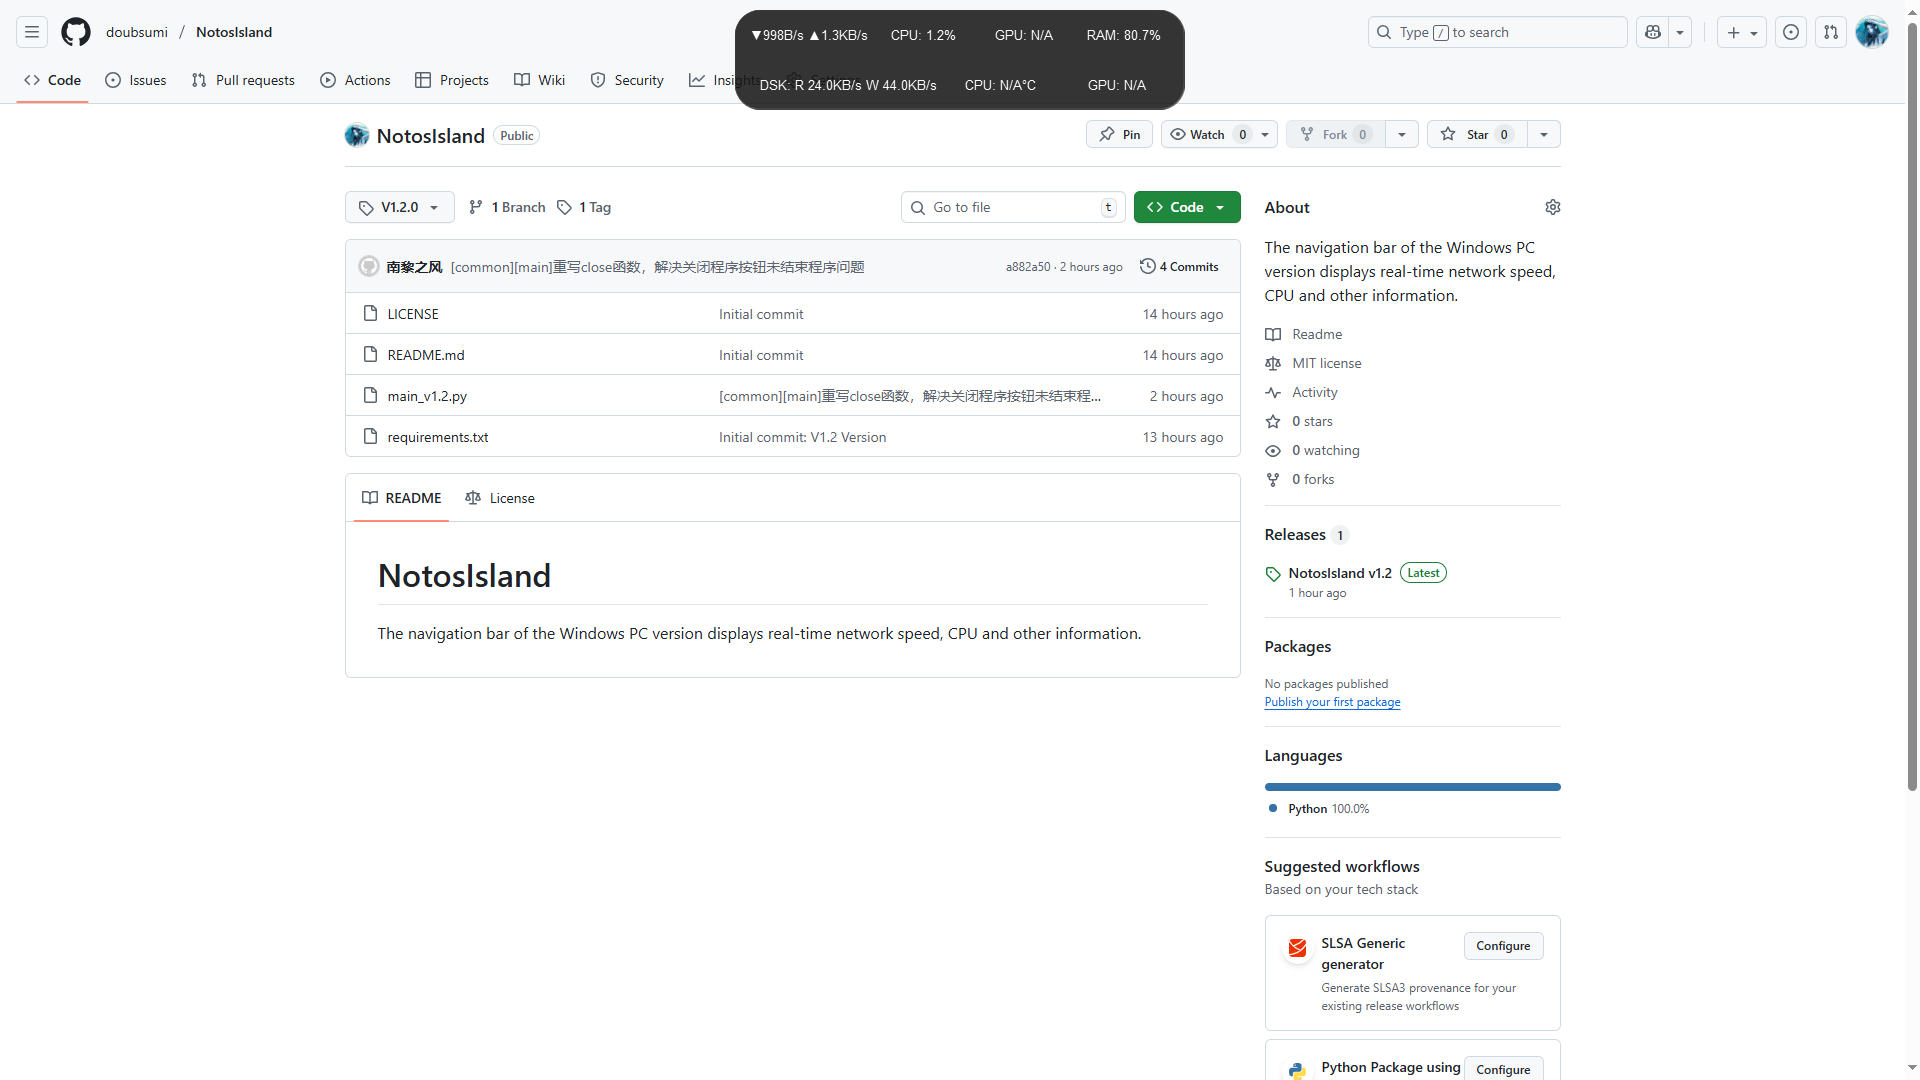 doubsumi / NotosIsland
Type / to search
▼998B/s ▲1.3KB/s CPU: 1.2% GPU: N/A RAM: 80.7%
DSK: R 24.0KB/s W 44.0KB/s CPU: N/A°C GPU: N/A
Code Issues Pull requests Actions Projects Wiki Security Insights
NotosIsland Public
Pin Watch 0 Fork 0 Star 0
V1.2.0 1 Branch 1 Tag Go to file t Code
南黎之风 [common][main]重写close函数，解决关闭程序按钮未结束程序问题 a882a50 · 2 hours ago 4 Commits
LICENSE Initial commit 14 hours ago
README.md Initial commit 14 hours ago
main_v1.2.py [common][main]重写close函数，解决关闭程序按钮未结束程... 2 hours ago
requirements.txt Initial commit: V1.2 Version 13 hours ago
README License
NotosIsland
The navigation bar of the Windows PC version displays real-time network speed, CPU and other information.
About
The navigation bar of the Windows PC
version displays real-time network speed,
CPU and other information.
Readme
MIT license
Activity
0 stars
0 watching
0 forks
Releases 1
NotosIsland v1.2 Latest
1 hour ago
Packages
No packages published
Publish your first package
Languages
Python 100.0%
Suggested workflows
Based on your tech stack
SLSA Generic
generator
Configure
Generate SLSA3 provenance for your
existing release workflows
Python Package using
Configure